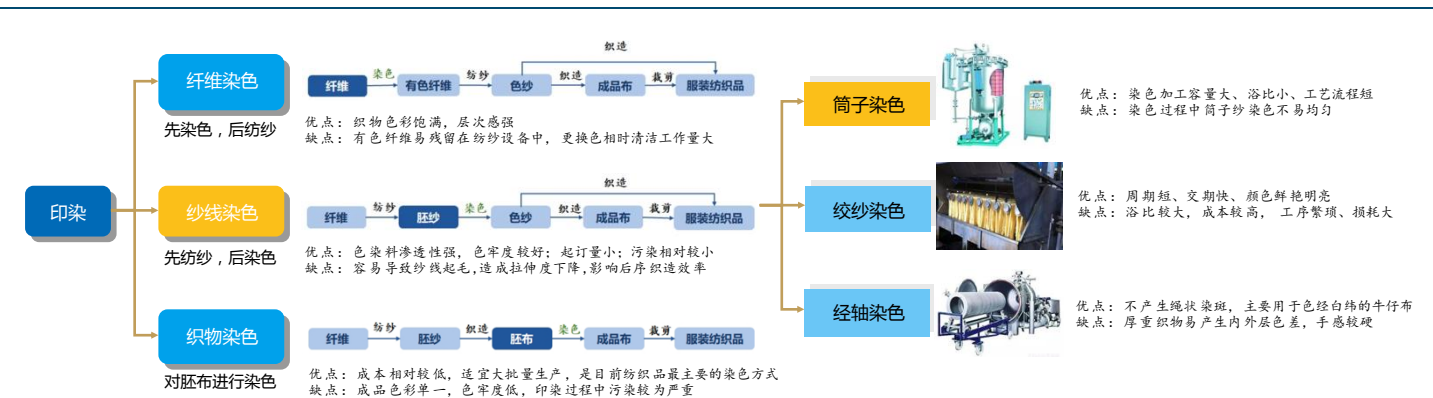 印染
纤维染色
先染色，后纺纱
织造
纤维 染色 有色纤维 纺纱 色纱 织造 成品布 裁剪 服装纺织品
优点：织物色彩饱满，层次感强
缺点：有色纤维易残留在纺纱设备中，更换色相时清洁工作量大
纱线染色
先纺纱，后染色
织造
纤维 纺纱 胚纱 染色 色纱 织造 成品布 裁剪 服装纺织品
优点：色染料渗透性强，色牢度较好；起订量小；污染相对较小
缺点：容易导致纱线起毛,造成拉伸度下降,影响后序织造效率
织物染色
对胚布进行染色
纤维 纺纱 胚纱 织造 胚布 染色 成品布 裁剪 服装纺织品
优点：成本相对较低，适宜大批量生产，是目前纺织品最主要的染色方式
缺点：成品色彩单一，色牢度低，印染过程中污染较为严重
筒子染色
优点：染色加工容量大、浴比小、工艺流程短
缺点：染色过程中筒子纱染色不易均匀
绞纱染色
优点：周期短、交期快、颜色鲜艳明亮
缺点：浴比较大，成本较高，工序繁琐、损耗大
经轴染色
优点：不产生绳状染斑，主要用于色经白纬的牛仔布
缺点：厚重织物易产生内外层色差，手感较硬